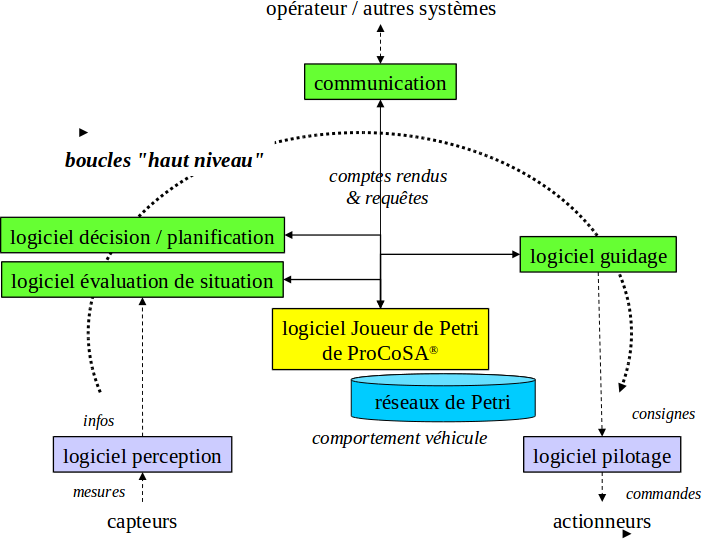 opérateur / autres systèmes
communication
boucles "haut niveau"
comptes rendus
& requêtes
logiciel décision / planification
logiciel guidage
logiciel évaluation de situation
logiciel Joueur de Petri
de ProCoSA®
réseaux de Petri
infos
consignes
comportement véhicule
logiciel perception
logiciel pilotage
mesures
commandes
capteurs
actionneurs